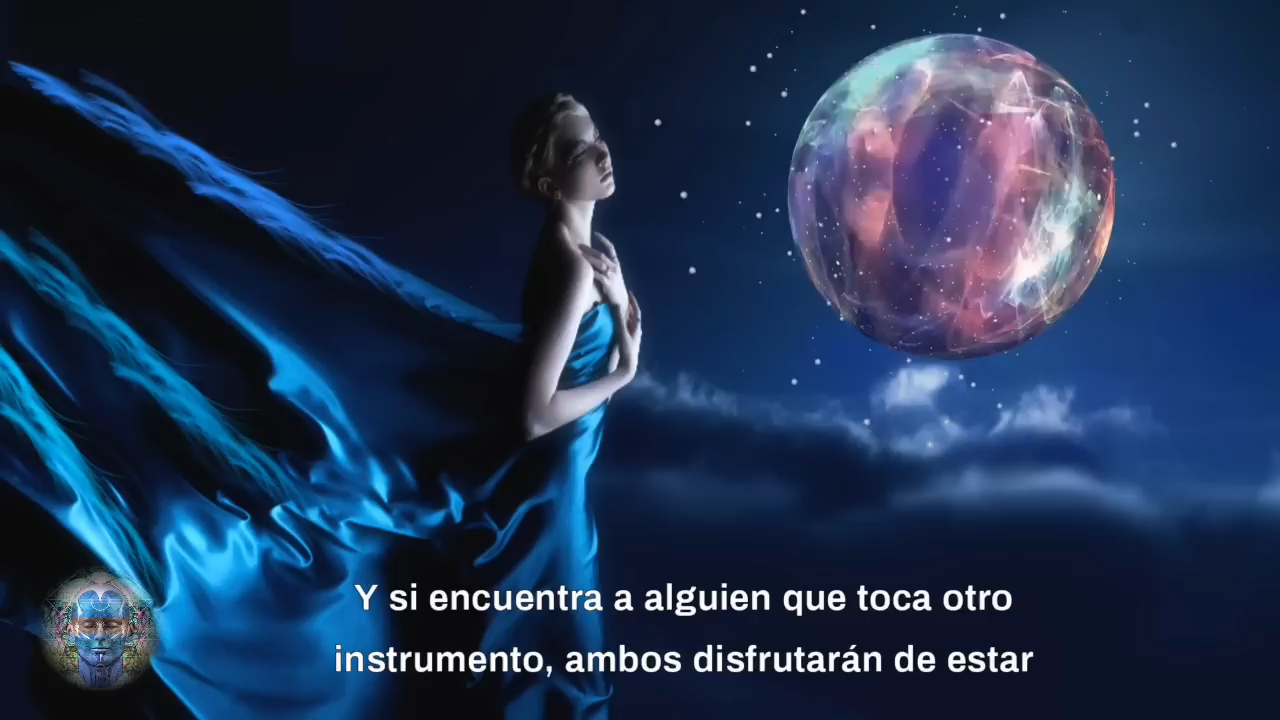 Y si encuentra a alguien que toca otro
instrumento, ambos disfrutarán de estar